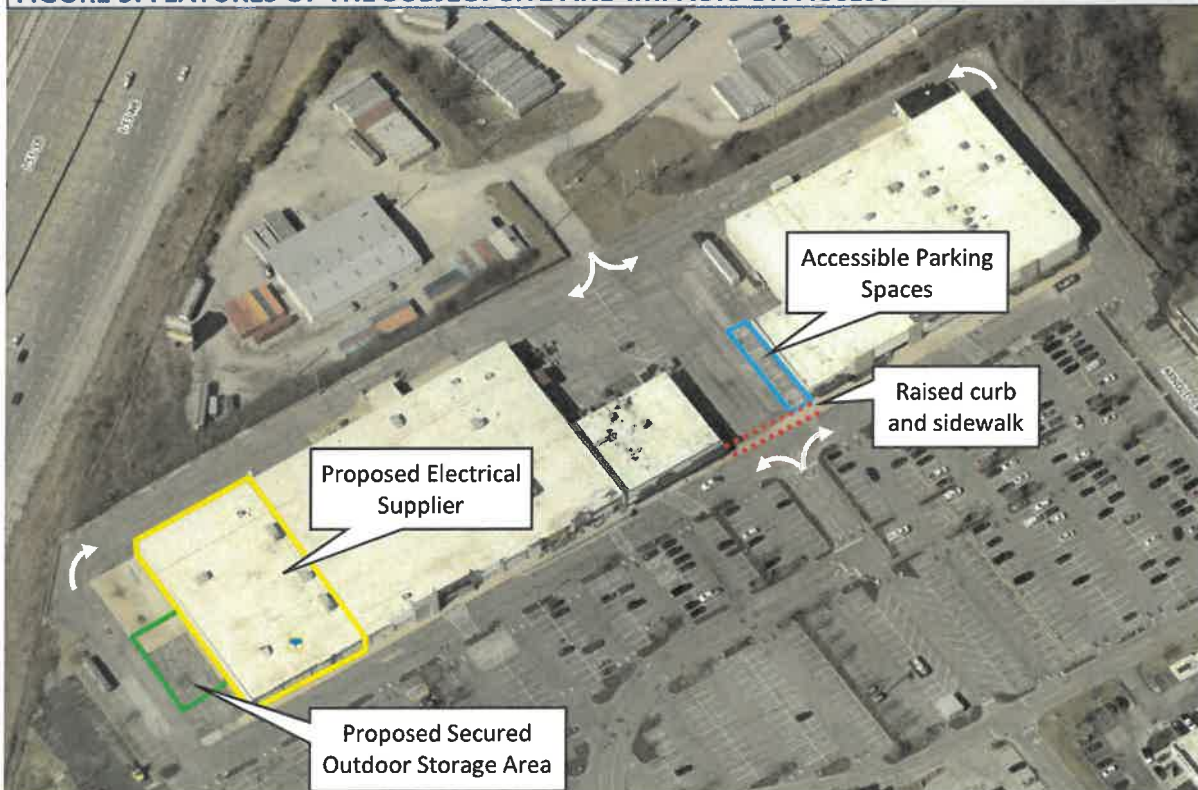 Accessible Parking
Spaces
Raised curb
and sidewalk
Proposed Electrical
Supplier
Proposed Secured
Outdoor Storage Area